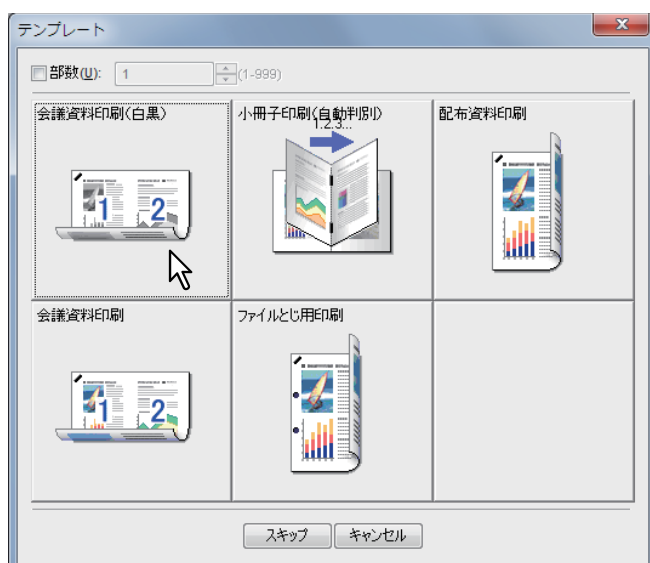 テンプレート
部数(U): 1 (1-999)
会議資料印刷(白黒)
小冊子印刷(自動判別)
配布資料印刷
1.2.3...
1 2
会議資料印刷
ファイルとじ用印刷
1 2
スキップ
キャンセル